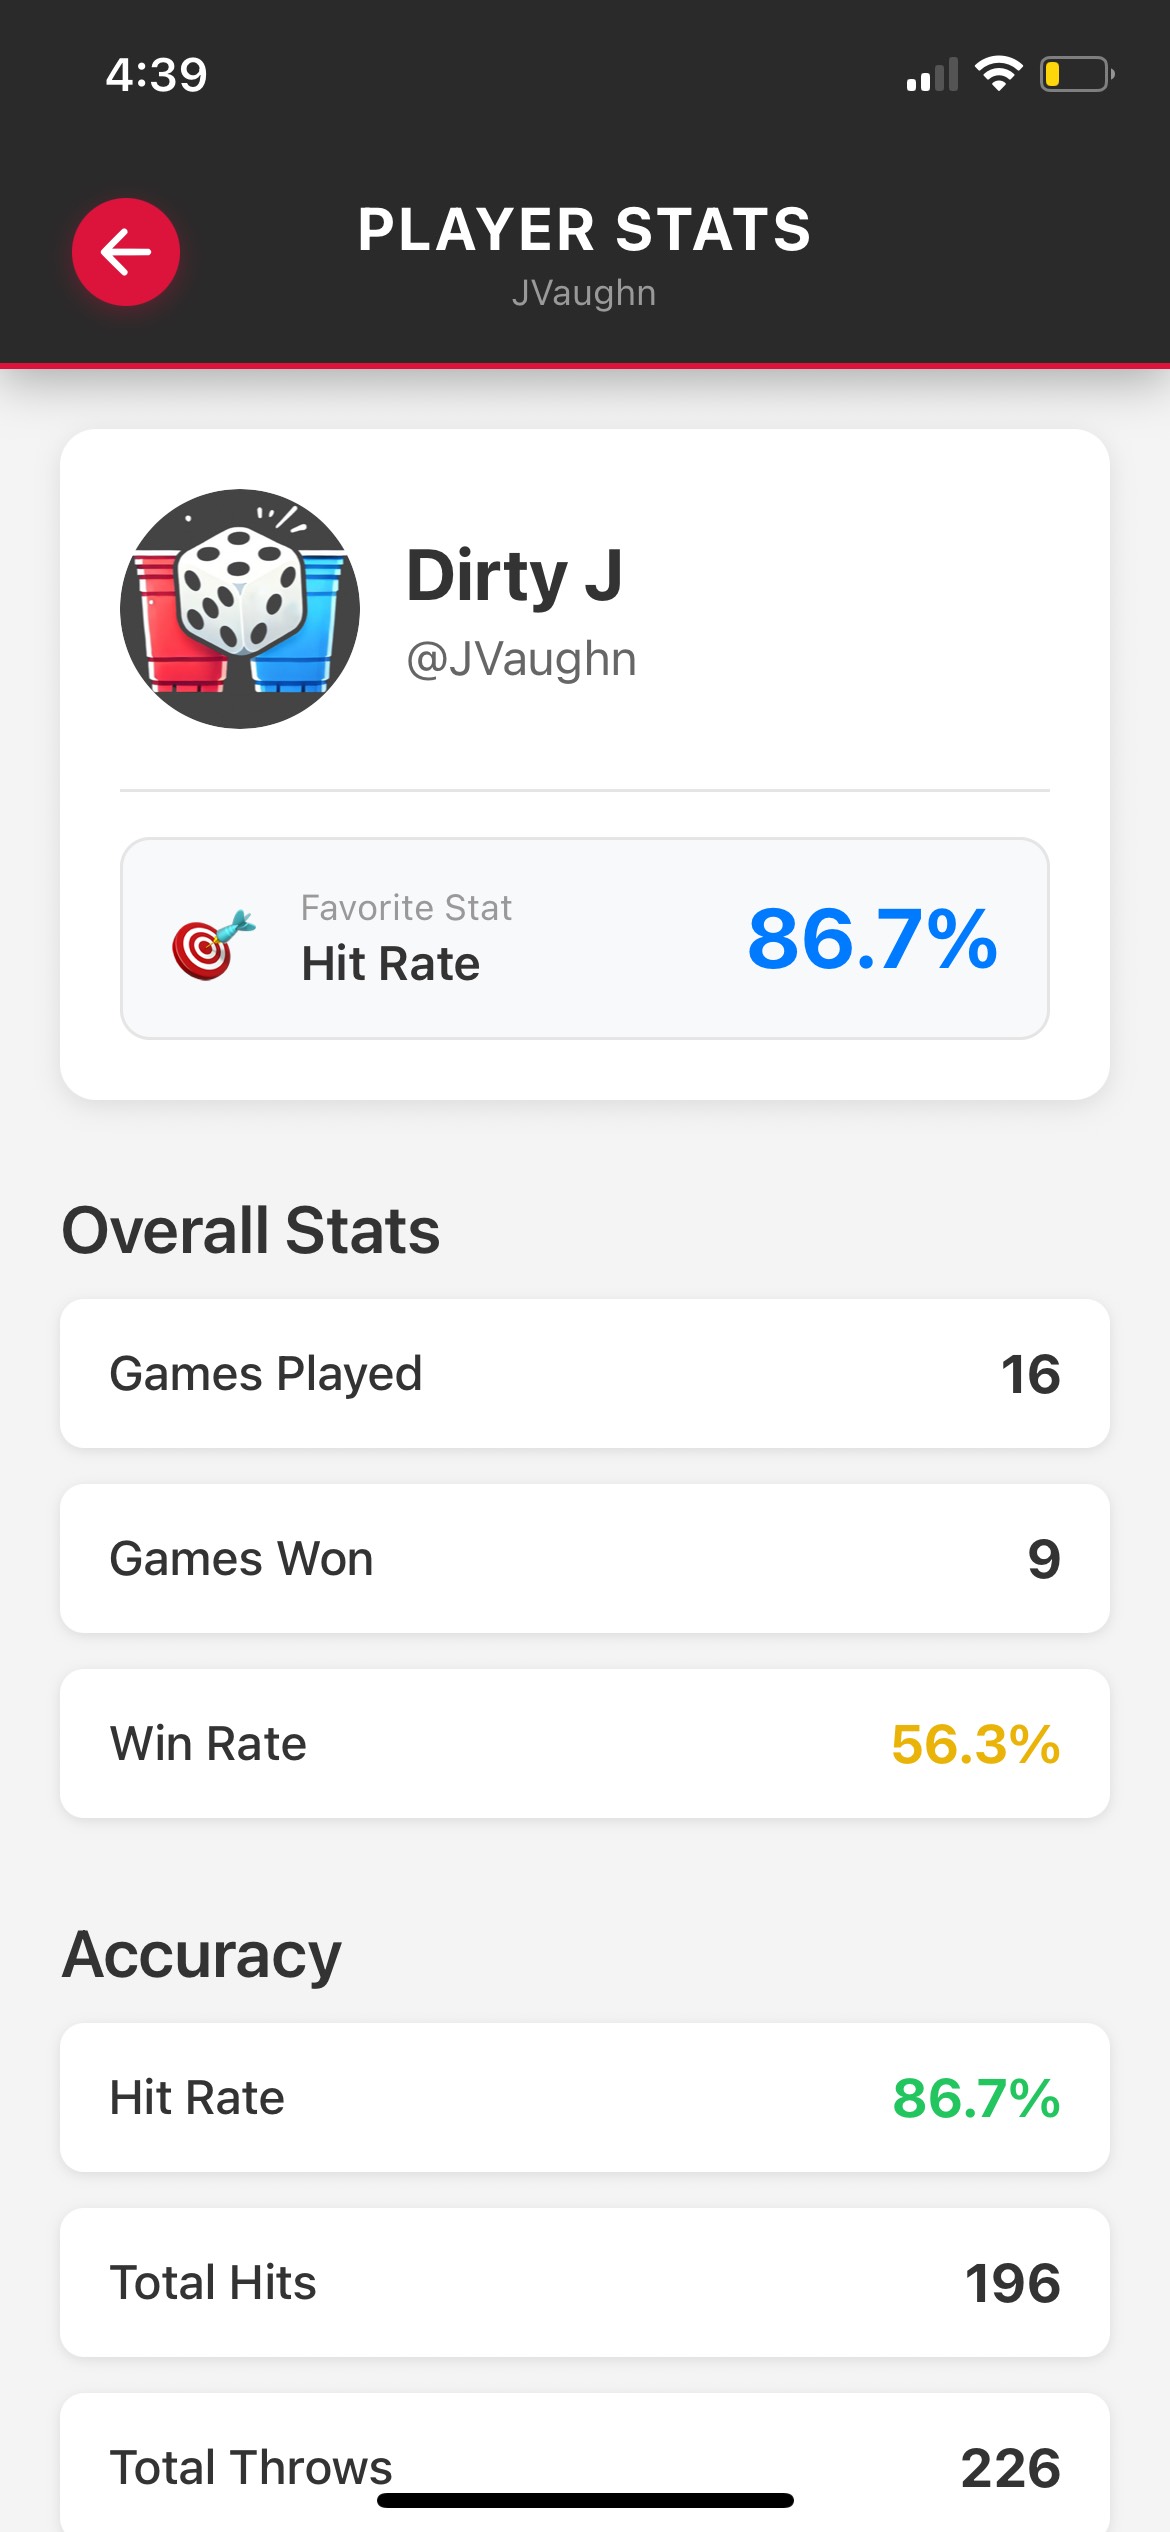 4:39
PLAYER STATS
JVaughn
Dirty J
@JVaughn
Favorite Stat
Hit Rate
86.7%
Overall Stats
Games Played 16
Games Won 9
Win Rate 56.3%
Accuracy
Hit Rate 86.7%
Total Hits 196
Total Throws 226